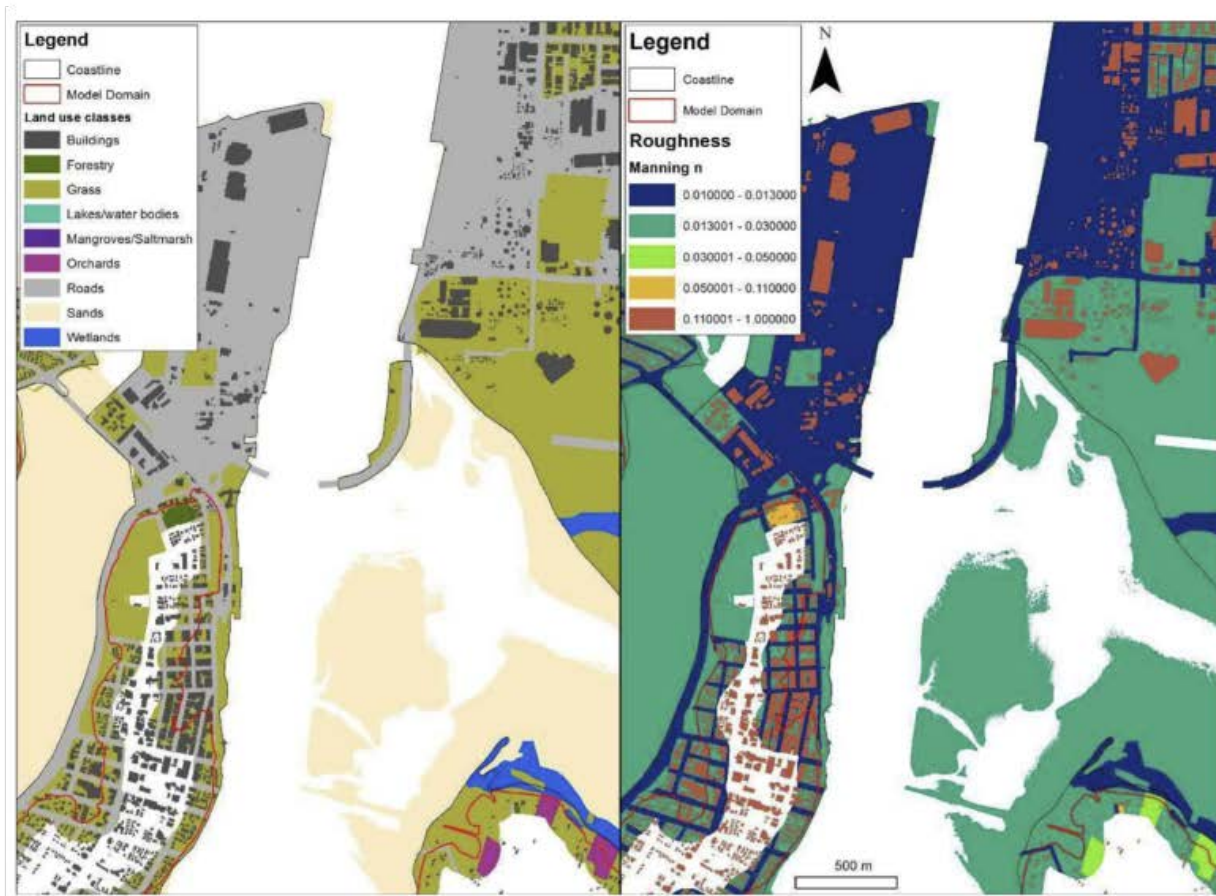 Legend
Coastline
Model Domain
Land use classes
Buildings
Forestry
Grass
Lakes/water bodies
Mangroves/Saltmarsh
Orchards
Roads
Sands
Wetlands
Legend
Coastline
Model Domain
Roughness
Manning n
0.010000 - 0.013000
0.013001 - 0.030000
0.030001 - 0.050000
0.050001 - 0.110000
0.110001 - 1.000000
N
500 m